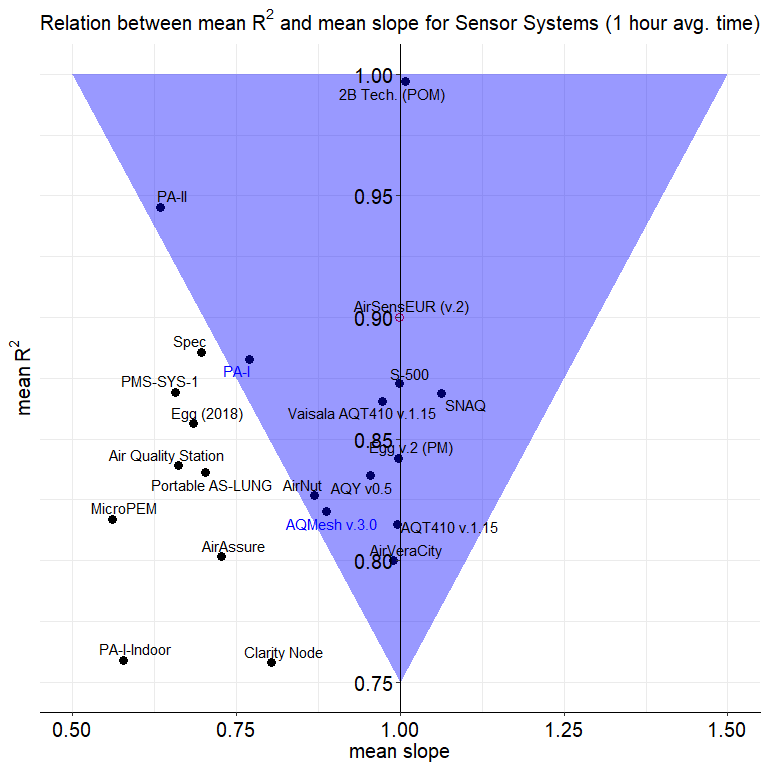 Relation between mean R2 and mean slope for Sensor Systems (1 hour avg. time)
1.00
2B Tech. (POM)
0.95
PA-II
AirSensEUR (v.2)
0.90
Spec
PA-I
S-500
PMS-SYS-1
SNAQ
Egg (2018)
Vaisala AQT410 v.1.15
0.85
Egg v.2 (PM)
Air Quality Station
Portable AS-LUNG
AirNut
AQY v0.5
MicroPEM
AQMesh v.3.0
AQT410 v.1.15
AirAssure
AirVeraCity
0.80
PA-I-Indoor
Clarity Node
0.75
mean R2
0.50
0.75
1.00
1.25
1.50
mean slope